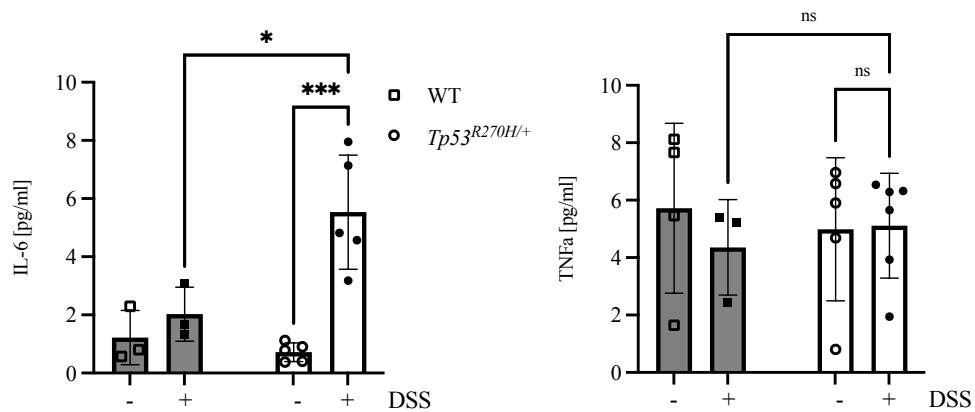 *
***
10
8
6
4
2
0
IL-6 [pg/ml]
WT
Tp53R270H/+
- + - + DSS
ns
ns
10
8
6
4
2
0
TNFa [pg/ml]
- + - + DSS